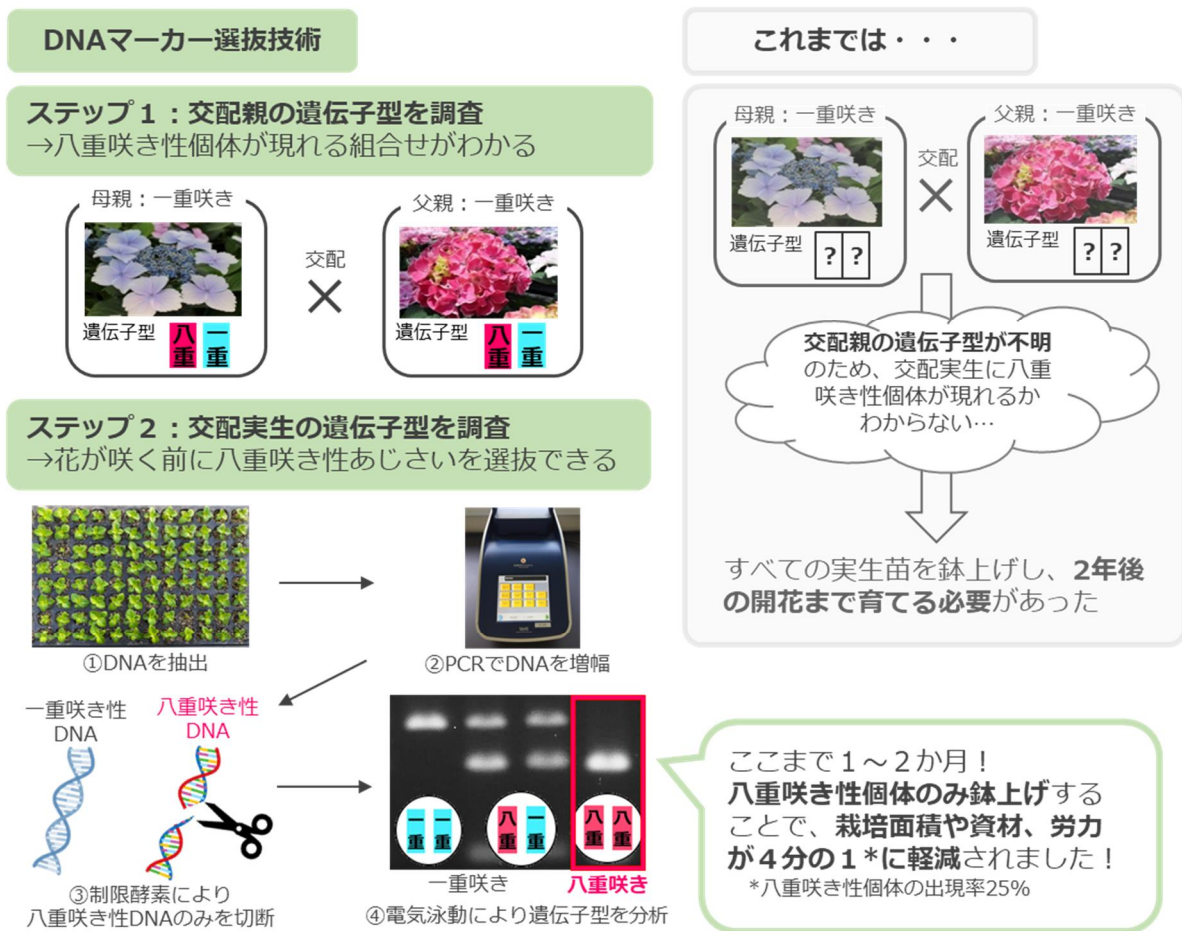 DNAマーカー選抜技術
ステップ１：交配親の遺伝子型を調査
→八重咲き性個体が現れる組合せがわかる
母親：一重咲き
遺伝子型
八重
一重
交配
×
父親：一重咲き
遺伝子型
八重
一重
ステップ２：交配実生の遺伝子型を調査
→花が咲く前に八重咲き性あじさいを選抜できる
①DNAを抽出
②PCRでDNAを増幅
一重咲き性
DNA
八重咲き性
DNA
③制限酵素により
八重咲き性DNAのみを切断
一重
一重
八重
一重
八重
八重
一重咲き
八重咲き
④電気泳動により遺伝子型を分析
ここまで１～２か月！
八重咲き性個体のみ鉢上げする
ことで、栽培面積や資材、労力
が４分の１*に軽減されました！
*八重咲き性個体の出現率25%
これまでは・・・
母親：一重咲き
遺伝子型
?
?
交配
×
父親：一重咲き
遺伝子型
?
?
交配親の遺伝子型が不明
のため、交配実生に八重
咲き性個体が現れるか
わからない…
すべての実生苗を鉢上げし、2年後
の開花まで育てる必要があった